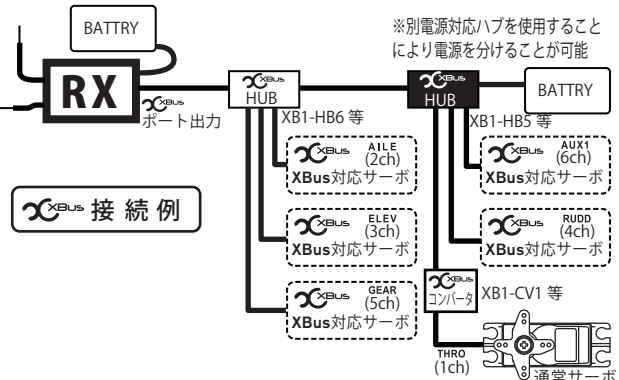 BATTRY
※別電源対応ハブを使用すること
により電源を分けることが可能
RX
XBus
ポート出力
XBus
HUB
XB1-HB6 等
XBus
HUB
XB1-HB5 等
BATTRY
XBus 接 続 例
XBus AILE
(2ch)
XBus対応サーボ
XBus ELEV
(3ch)
XBus対応サーボ
XBus GEAR
(5ch)
XBus対応サーボ
XBus AUX1
(6ch)
XBus対応サーボ
XBus RUDD
(4ch)
XBus対応サーボ
XBus
コンバータ
XB1-CV1 等
THRO
(1ch)
通常サーボ